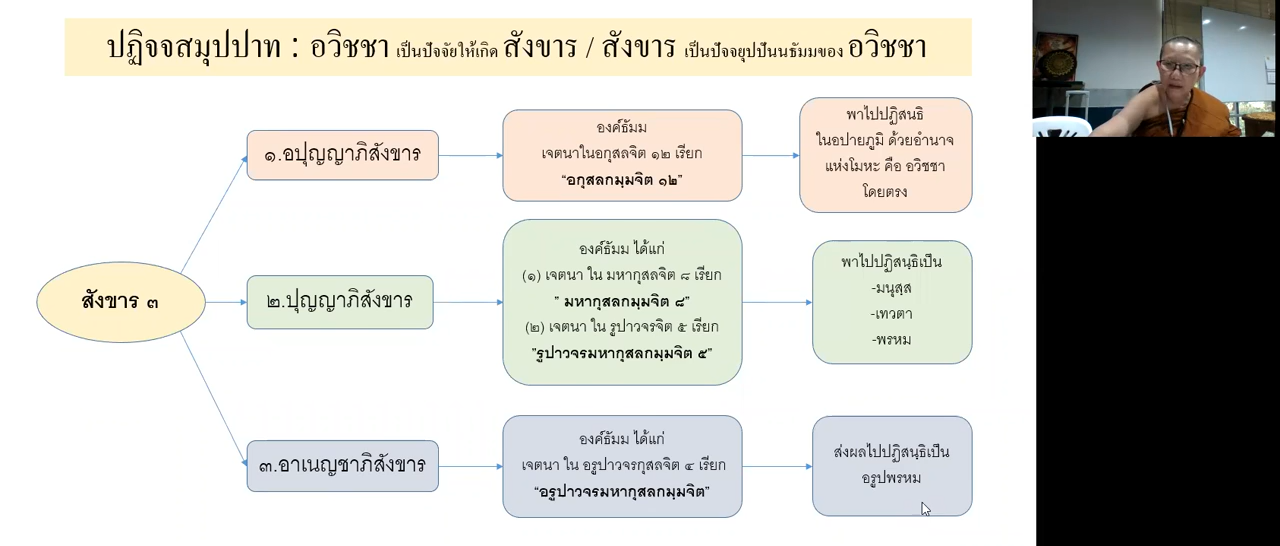 ปฏิจจสมุปปาท : อวิชชา เป็นปัจจัยให้เกิด สังขาร / สังขาร เป็นปัจจยุปปันนธัมมของ อวิชชา
สังขาร ๓
๑.อปุญญาภิสังขาร
องค์ธัมม
เจตนาในอกุสลจิต ๑๒ เรียก
“อกุสลกมฺมจิต ๑๒”
พาไปปฏิสนธิ
ในอปายภูมิ ด้วยอำนาจ
แห่งโมหะ คือ อวิชชา
โดยตรง
๒.ปุญญาภิสังขาร
องค์ธัมม ได้แก่
(๑) เจตนา ใน มหากุสลจิต ๘ เรียก
” มหากุสลกมฺมจิต ๘”
(๒) เจตนา ใน รูปาวจรจิต ๕ เรียก
”รูปาวจรมหากุสลกมฺมจิต ๕”
พาไปปฏิสนฺธิเป็น
-มนุสฺส
-เทวตา
-พรหม
๓.อาเนญชาภิสังขาร
องค์ธัมม ได้แก่
เจตนา ใน อรูปาวจรกุสลจิต ๔ เรียก
“อรูปาวจรมหากุสลกมฺมจิต”
ส่งผลไปปฏิสนฺธิเป็น
อรูปพรหม